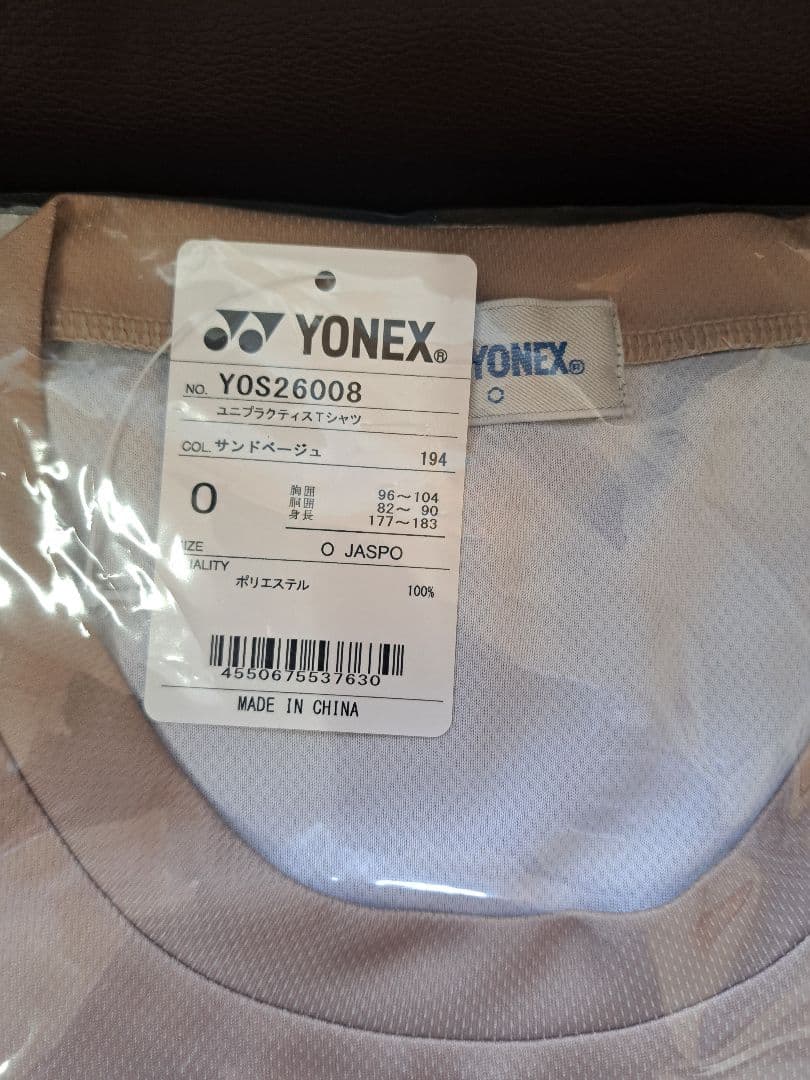 YONEX®
NO. YOS26008
ユニプラクティスTシャツ
COL. サンドベージュ 194
O 胸囲 96〜104
胴囲 82〜 90
身長 177〜183
SIZE O JASPO
UALITY
ポリエステル 100%
4550675537630
MADE IN CHINA
YONEX®
O